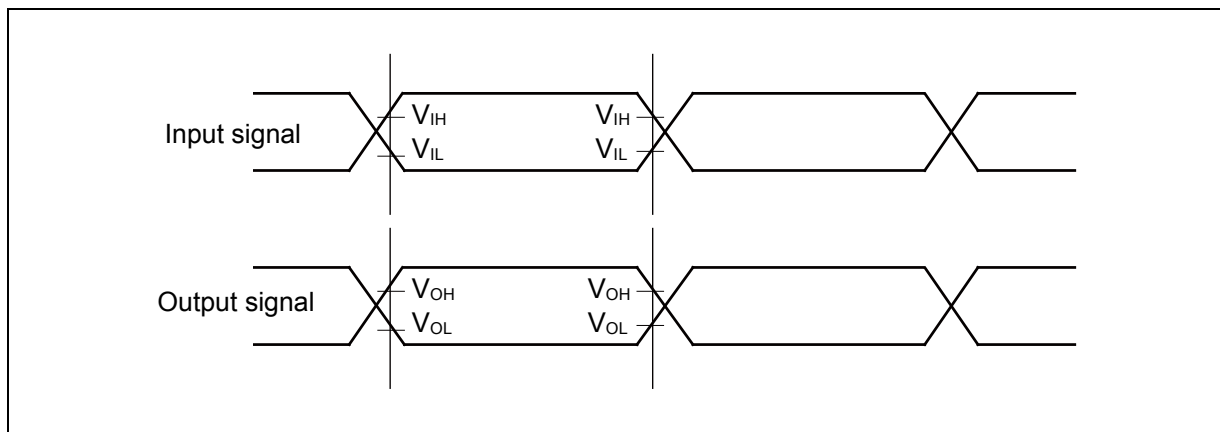 Input signal
VIH
VIL
VIH
VIL
Output signal
VOH
VOL
VOH
VOL